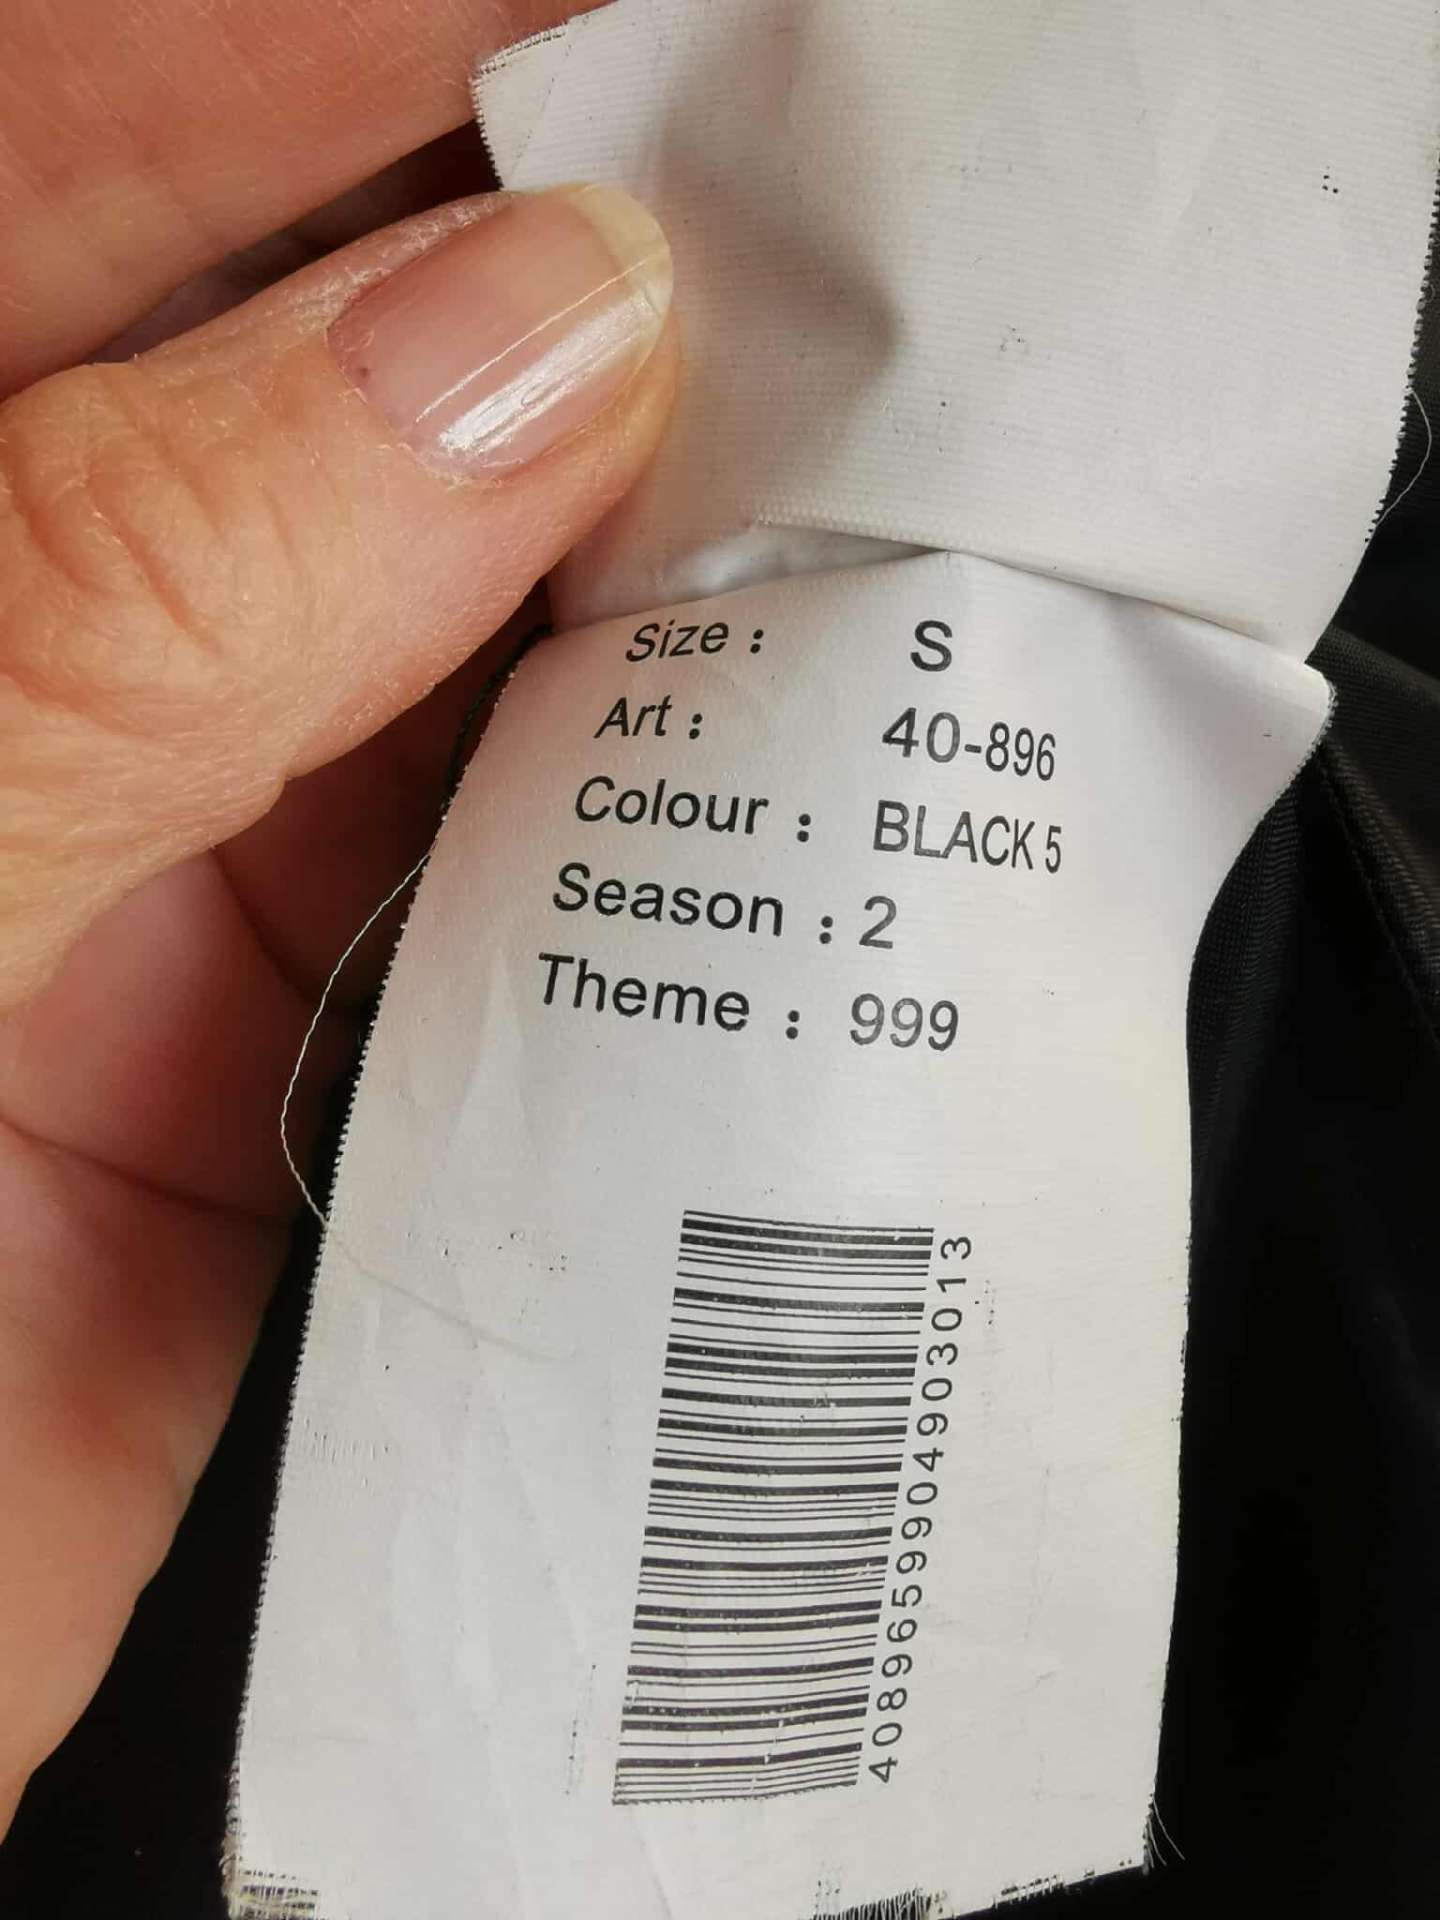 Size : S
Art : 40-896
Colour : BLACK 5
Season : 2
Theme : 999
4089659904903013